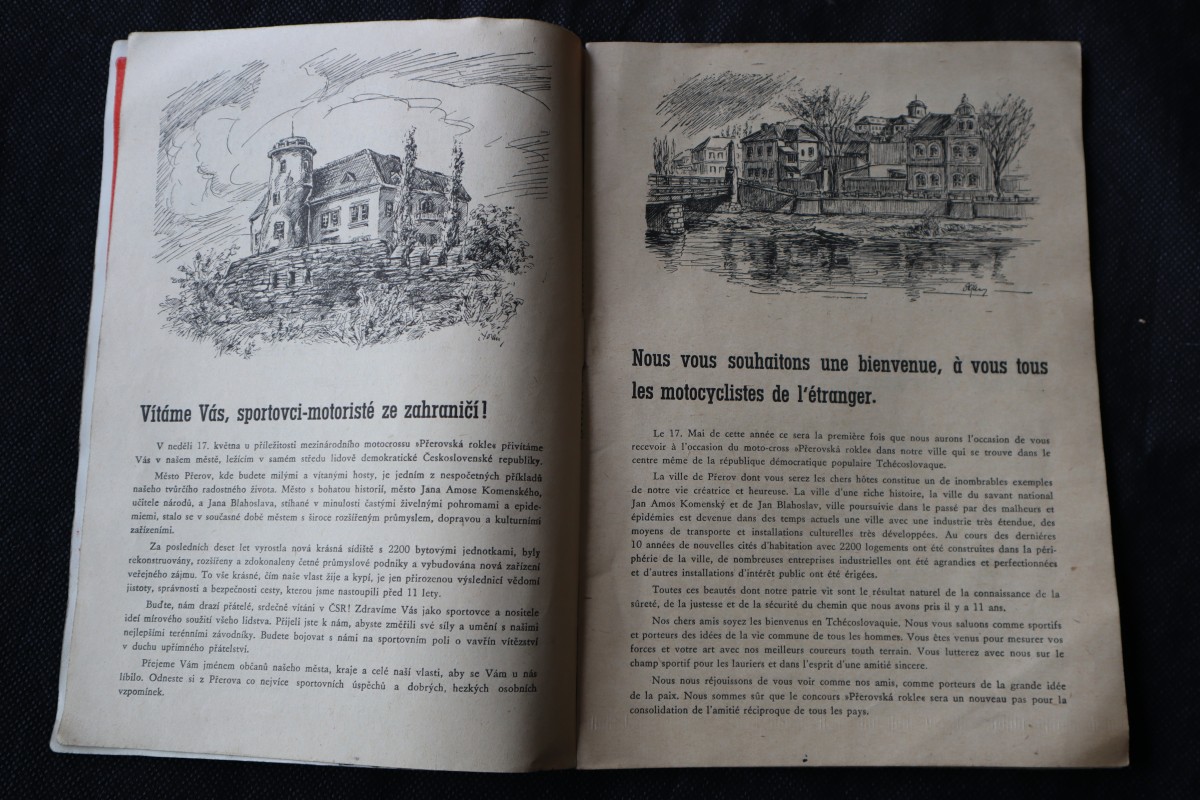 Vítáme Vás, sportovci-motoristé ze zahraničí!
V neděli 17. května u příležitosti mezinárodního motocrossu »Přerovská rokle« přivítáme
Vás v našem městě, ležícím v samém středu lidově demokratické Československé republiky.
Město Přerov, kde budete milými a vítanými hosty, je jedním z nespočetných příkladů
našeho tvůrčího radostného života. Město s bohatou historií, město Jana Amose Komenského,
učitele národů, a Jana Blahoslava, stíhané v minulosti častými živelnými pohromami a epide-
miemi, stalo se v současné době městem s široce rozšířeným průmyslem, dopravou a kulturními
zařízeními.
Za posledních deset let vyrostla nová krásná sídliště s 2200 bytovými jednotkami, byly
rekonstruovány, rozšířeny a zdokonaleny četné průmyslové podniky a vybudována nová zařízení
veřejného zájmu. To vše krásné, čím naše vlast žije a kypí, je jen přirozenou výslednicí vědomí
jistoty, správnosti a bezpečnosti cesty, kterou jsme nastoupili před 11 lety.
Buďte, nám drazí přátelé, srdečně vítáni v ČSR! Zdravíme Vás jako sportovce a nositele
idef mírového soužití všeho lidstva. Přijeli jste k nám, abyste změřili své síly a umění s našimi
nejlepšími terénními závodníky. Budete bojovat s námi na sportovním poli o vavřín vítězství
v duchu upřímného přátelství.
Přejeme Vám jménem občanů našeho města, kraje a celé naší vlasti, aby se Vám u nás
líbilo. Odneste si z Přerova co nejvíce sportovních úspěchů a dobrých, hezkých osobních
vzpomínek.
Nous vous souhaitons une bienvenue, à vous tous
les motocyclistes de l'étranger.
Le 17. Mai de cette année ce sera la première fois que nous aurons l'occasion de vous
recevoir à l'occasion du moto-cross »Přerovská rokle« dans notre ville qui se trouve dans le
centre même de la république démocratique populaire Tchécoslovaque.
La ville de Přerov dont vous serez les chers hôtes constitue un de inombrables exemples
de notre vie créatrice et heureuse. La ville d'une riche histoire, la ville du savant national
Jan Amos Komenský et de Jan Blahoslav, ville poursuivie dans le passé par des malheurs et
épidémies est devenue dans des temps actuels une ville avec une industrie très étendue, des
moyens de transporte et installations culturelles très développées. Au cours des derniéres
10 années de nouvelles cités d'habitation avec 2200 logements ont été construites dans la péri-
phérie de la ville, de nombreuses entreprises industrielles ont été agrandies et perfectionnées
et d'autres installations d'intérêt public ont été érigées.
Toutes ces beautés dont notre patrie vit sont le résultat naturel de la connaissance de la
sûreté, de la justesse et de la sécurité du chemin que nous avons pris il y a 11 ans.
Nos chers amis soyez les bienvenus en Tchécoslovaquie. Nous vous saluons comme sportifs
et porteurs des idées de la vie commune de tous les hommes. Vous êtes venus pour mesurer vos
forces et votre art avec nos meilleurs coureurs touth terrain. Vous lutterez avec nous sur le
champ sportif pour les lauriers et dans l'esprit d'une amitié sincere.
Nous nous réjouissons de vous voir comme nos amis, comme porteurs de la grande idée
de la paix. Nous sommes sûr que le concours »Přerovská rokle« sera un nouveau pas pour la
consolidation de l'amitié réciproque de tous les pays.